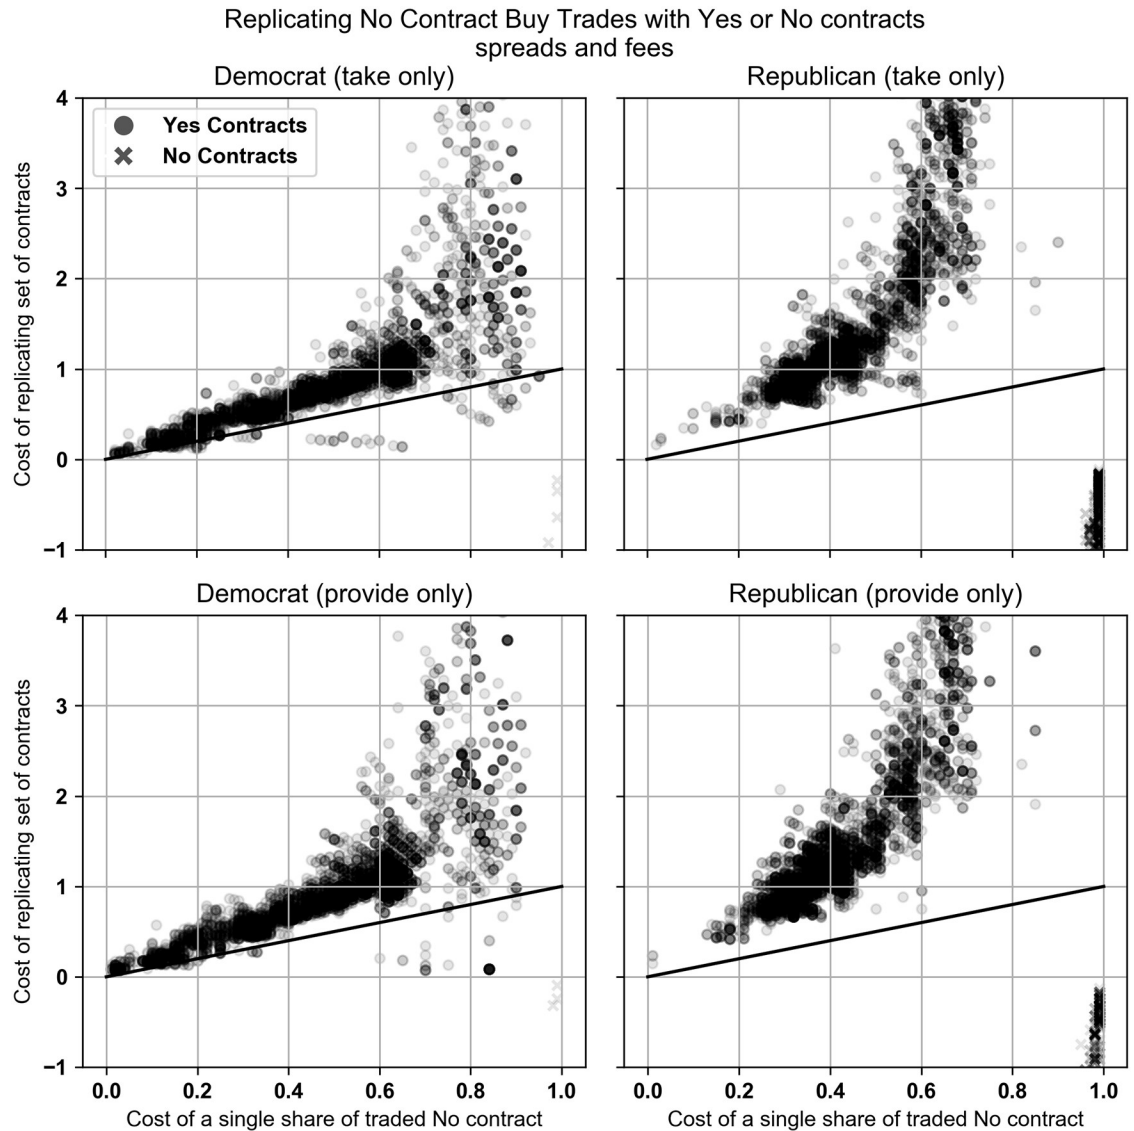 Replicating No Contract Buy Trades with Yes or No contracts
spreads and fees
Democrat (take only)
Republican (take only)
Yes Contracts
No Contracts
Cost of replicating set of contracts
4
3
2
1
0
−1
Democrat (provide only)
Republican (provide only)
Cost of replicating set of contracts
4
3
2
1
0
−1
0.0 0.2 0.4 0.6 0.8 1.0
0.0 0.2 0.4 0.6 0.8 1.0
Cost of a single share of traded No contract
Cost of a single share of traded No contract